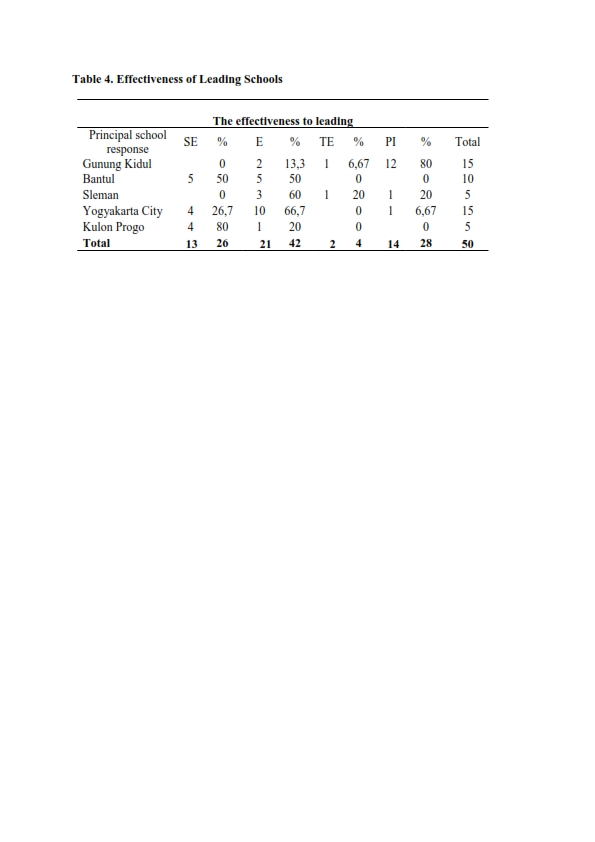 Table 4. Effectiveness of Leading Schools
The effectiveness to leading
Principal school response SE % E % TE % PI % Total
Gunung Kidul 0 2 13,3 1 6,67 12 80 15
Bantul 5 50 5 50 0 0 10
Sleman 0 3 60 1 20 1 20 5
Yogyakarta City 4 26,7 10 66,7 0 1 6,67 15
Kulon Progo 4 80 1 20 0 0 5
Total 13 26 21 42 2 4 14 28 50